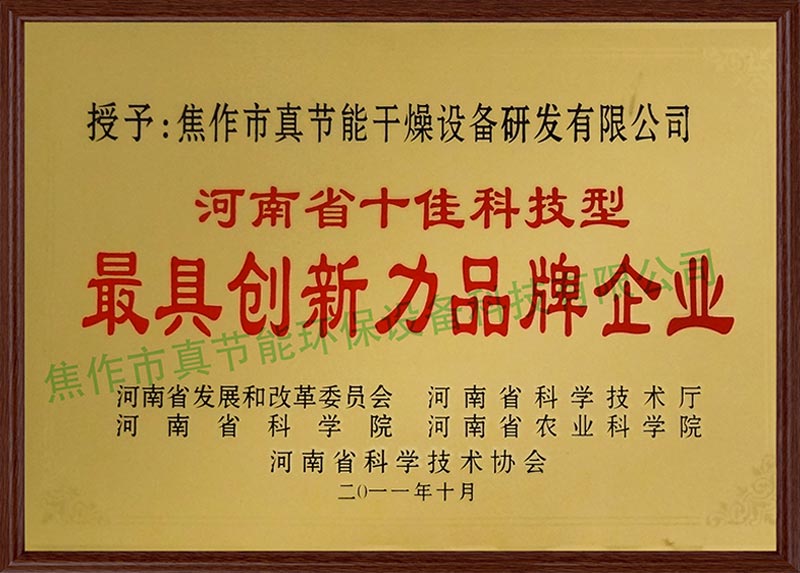 授予:焦作市真节能干燥设备研发有限公司
河南省十佳科技型
最具创新力品牌企业
焦作市真节能环保设备科技有限公司
河南省发展和改革委员会 河南省科学技术厅
河南省科学院 河南省农业科学院
河南省科学技术协会
二〇一一年十月